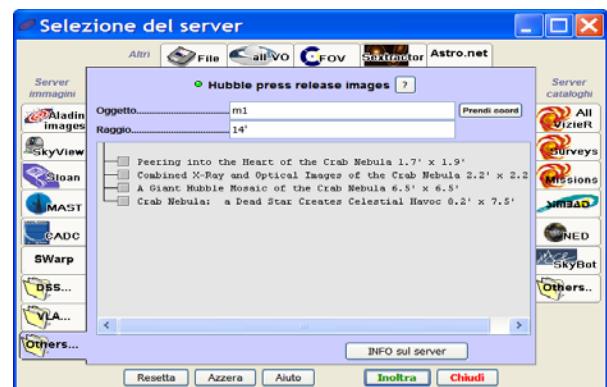 Selezione del server
Altri File all VO FOV Sextractor Astro.net
Server immagini
Server cataloghi
Hubble press release images ?
Oggetto m1 Prendi coord
Raggio 14'
Aladin images
SkyView
Sloan
MAST
CADC
SWarp
DSS...
VLA...
Others...
Peering into the Heart of the Crab Nebula 1.7' x 1.9'
Combined X-Ray and Optical Images of the Crab Nebula 2.2' x 2.2
A Giant Hubble Mosaic of the Crab Nebula 6.5' x 6.5'
Crab Nebula: a Dead Star Creates Celestial Havoc 0.2' x 7.5'
All VizieR
Surveys
Missions
SIMBAD
NED
SkyBot
Others..
INFO sul server
Resetta Azzera Aiuto Inoltra Chiudi